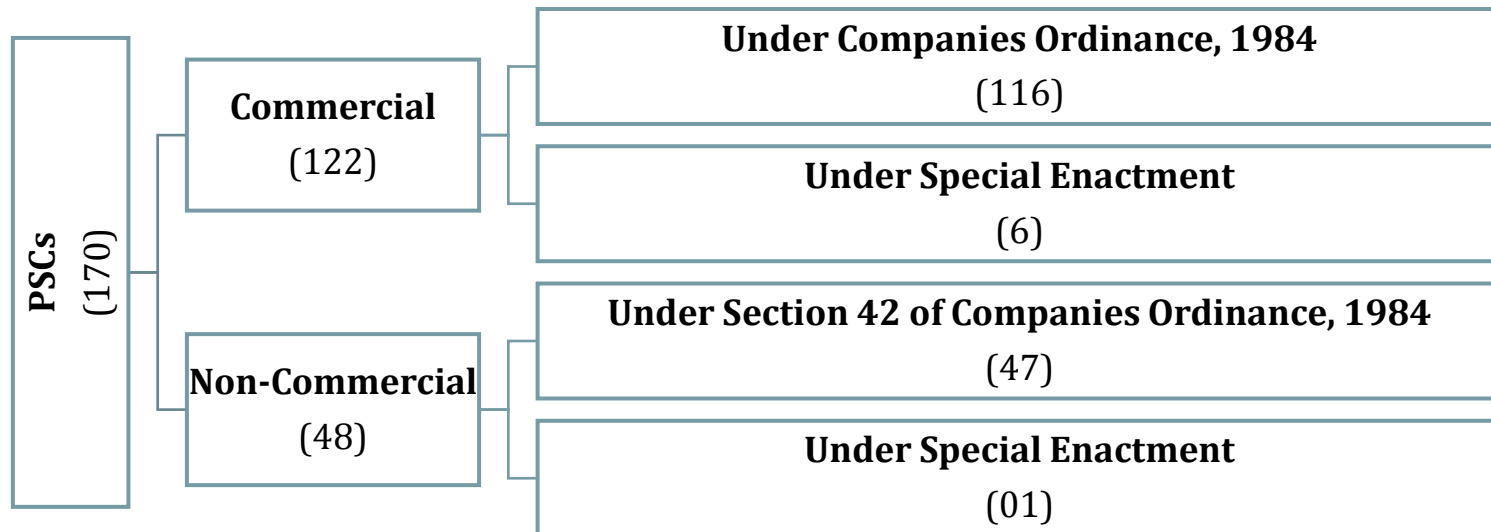 PSCs
(170)
Commercial
(122)
Under Companies Ordinance, 1984
(116)
Under Special Enactment
(6)
Non-Commercial
(48)
Under Section 42 of Companies Ordinance, 1984
(47)
Under Special Enactment
(01)